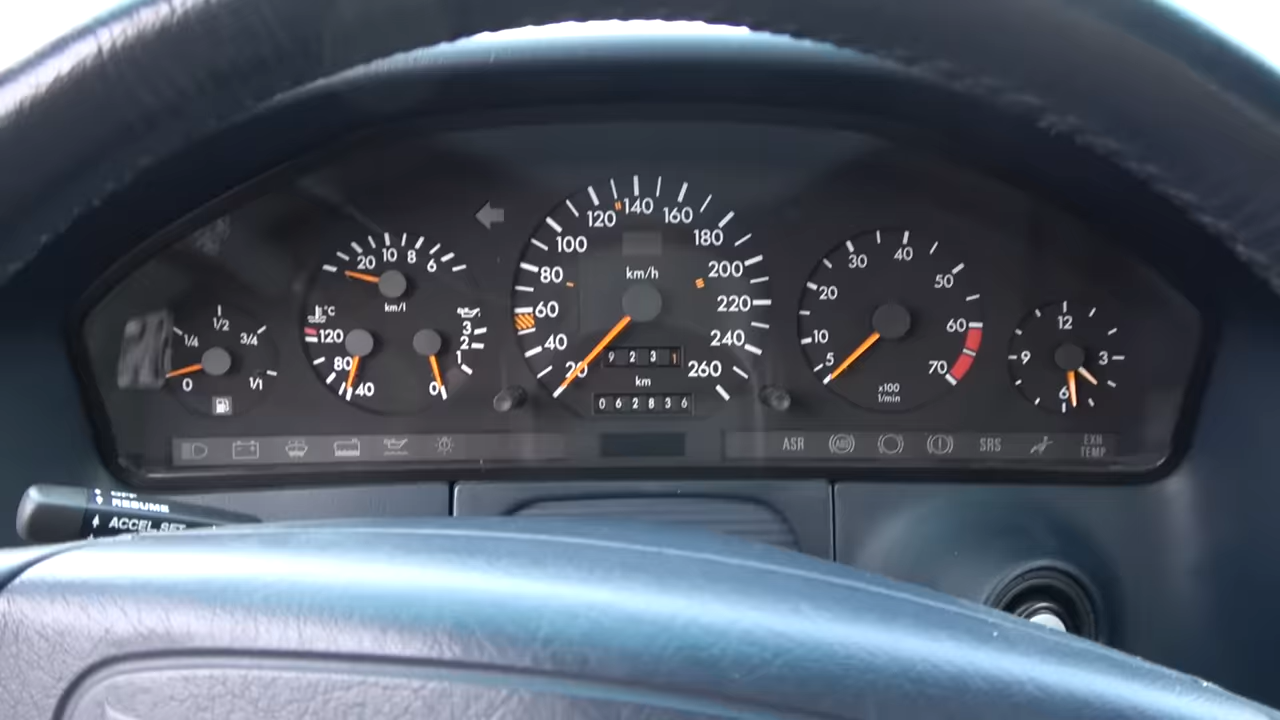 1/4
1/2
3/4
0
1/1
20
10
8
6
km/l
°C
120
80
40
3
2
1
0
20
40
60
80
100
120
140
160
180
200
220
240
260
km/h
9 2 3 1
km
0 6 2 8 3 6
5
10
20
30
40
50
60
70
x100
1/min
12
3
6
9
ASR
ABS
SRS
EXH
TEMP
RESUME
ACCEL.SET